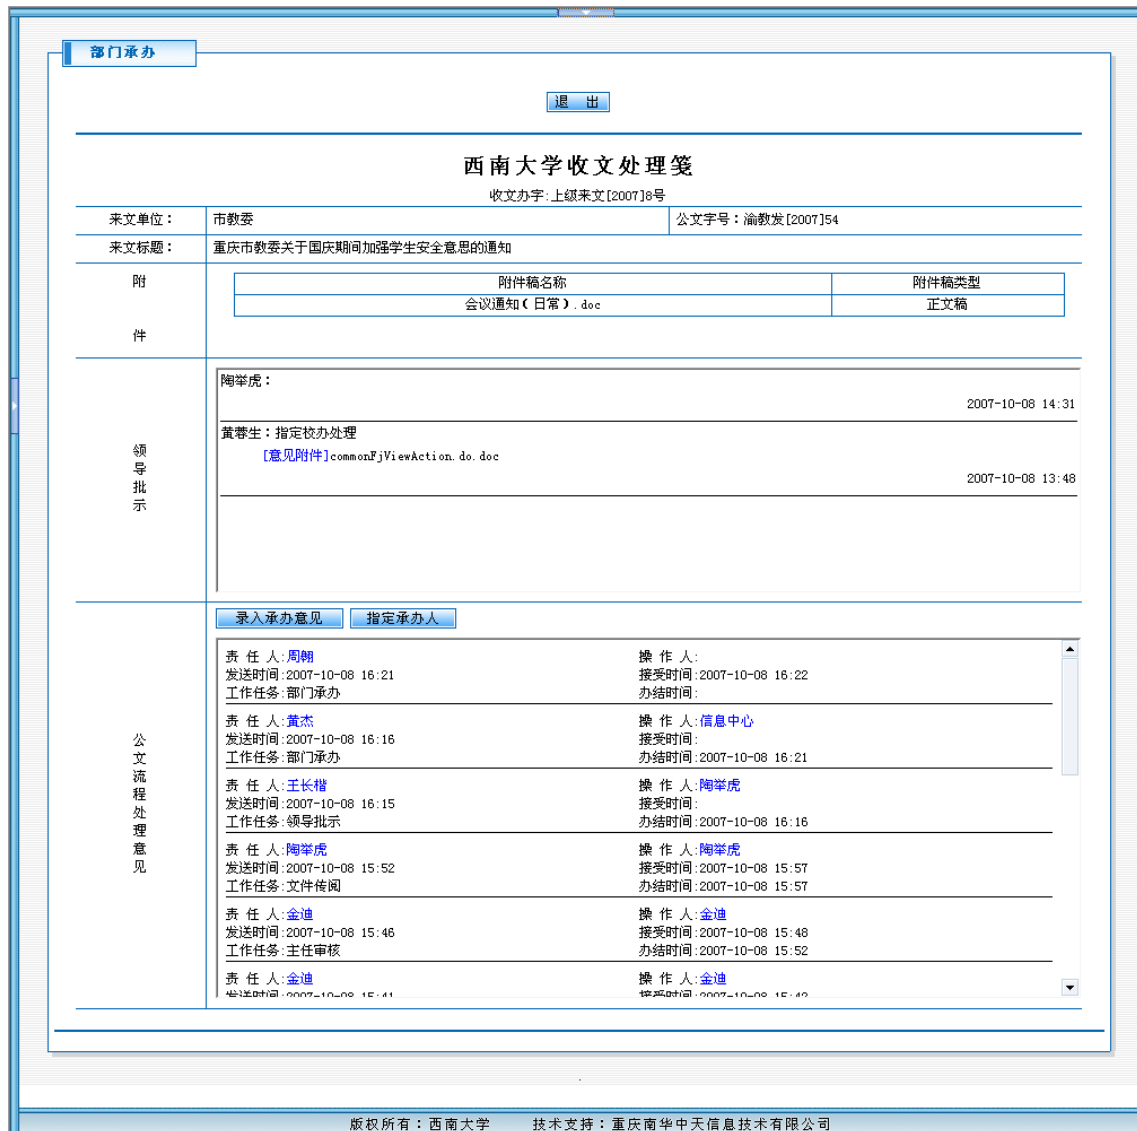 部门承办
退 出
西南大学收文处理笺
收文办字:上级来文[2007]8号
来文单位： 市教委 公文字号：渝教发[2007]54
来文标题： 重庆市教委关于国庆期间加强学生安全意思的通知
附件
附件稿名称 附件稿类型
会议通知(日常).doc 正文稿
领导批示
陶举虎：
2007-10-08 14:31
黄蓉生：指定校办处理
[意见附件]commonFjViewAction.do.doc
2007-10-08 13:48
公文流程处理意见
录入承办意见 指定承办人
责 任 人:周翱 操 作 人:
发送时间:2007-10-08 16:21 接受时间:2007-10-08 16:22
工作任务:部门承办 办结时间:
责 任 人:黄杰 操 作 人:信息中心
发送时间:2007-10-08 16:16 接受时间:
工作任务:部门承办 办结时间:2007-10-08 16:21
责 任 人:王长楷 操 作 人:陶举虎
发送时间:2007-10-08 16:15 接受时间:
工作任务:领导批示 办结时间:2007-10-08 16:16
责 任 人:陶举虎 操 作 人:陶举虎
发送时间:2007-10-08 15:52 接受时间:2007-10-08 15:57
工作任务:文件传阅 办结时间:2007-10-08 15:57
责 任 人:金迪 操 作 人:金迪
发送时间:2007-10-08 15:46 接受时间:2007-10-08 15:48
工作任务:主任审核 办结时间:2007-10-08 15:52
责 任 人:金迪 操 作 人:金迪
发送时间:2007-10-08 15:41 接受时间:2007-10-08 15:42
版权所有：西南大学 技术支持：重庆南华中天信息技术有限公司